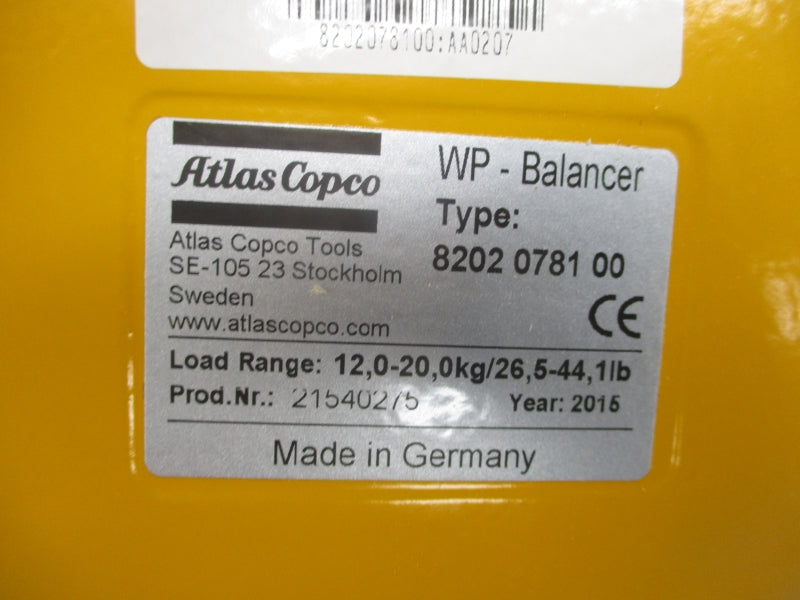 8202078100:AA0207
Atlas Copco
WP - Balancer
Type:
8202 0781 00
Atlas Copco Tools
SE-105 23 Stockholm
Sweden
www.atlascopco.com
CE
Load Range: 12,0-20,0kg/26,5-44,1lb
Prod.Nr.: 21540275 Year: 2015
Made in Germany